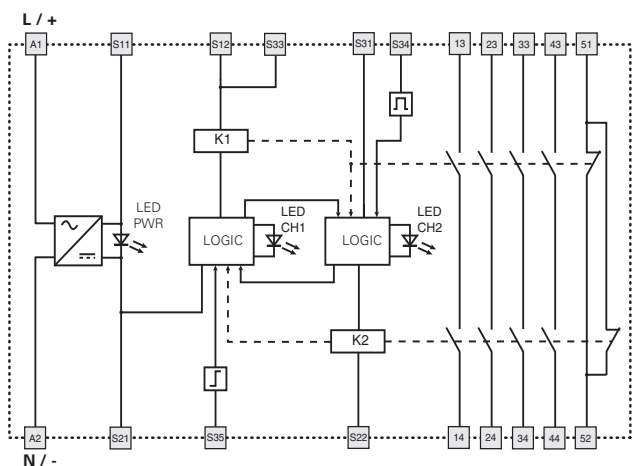 L / +
A1 S11 S12 S33 S31 S34 13 23 33 43 51
K1
LED
PWR
LOGIC
LED
CH1
LOGIC
LED
CH2
K2
A2 S21 S35 S22 14 24 34 44 52
N / -